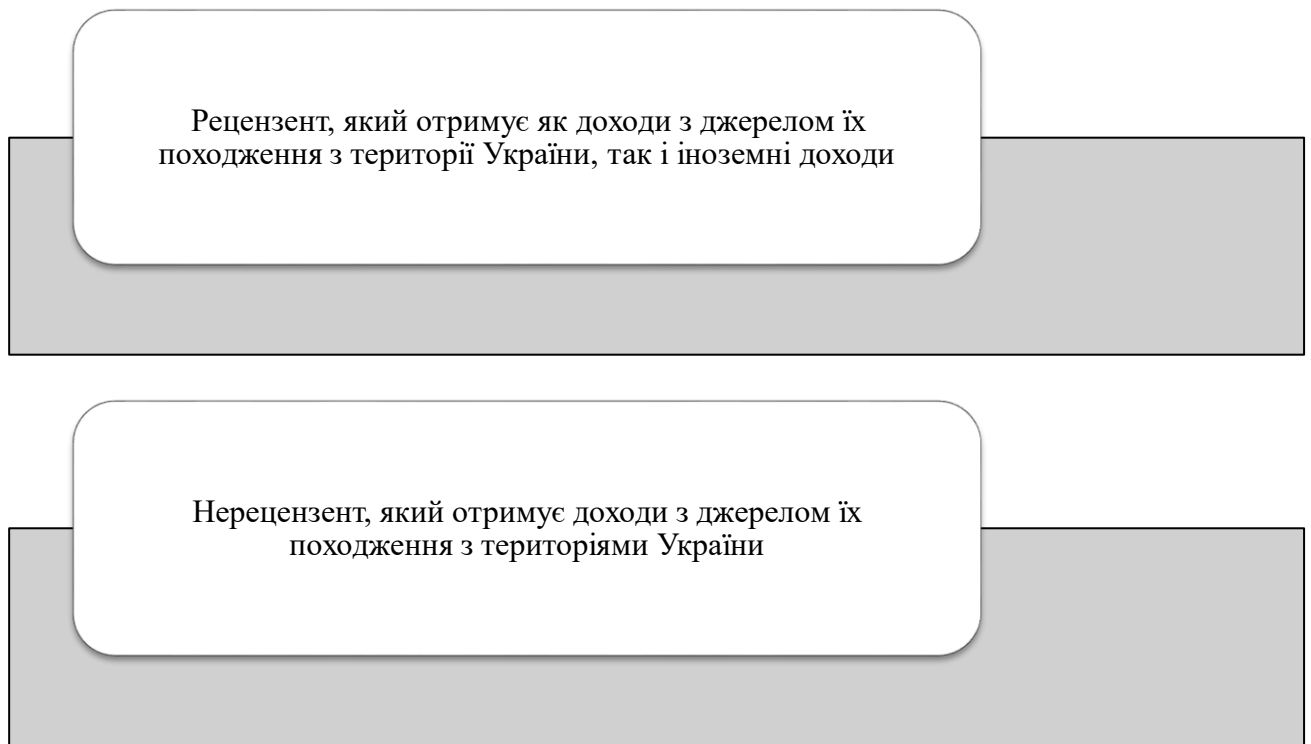 Рецензент, який отримує як доходи з джерелом їх
походження з території України, так і іноземні доходи
Нерецензент, який отримує доходи з джерелом їх
походження з територіями України